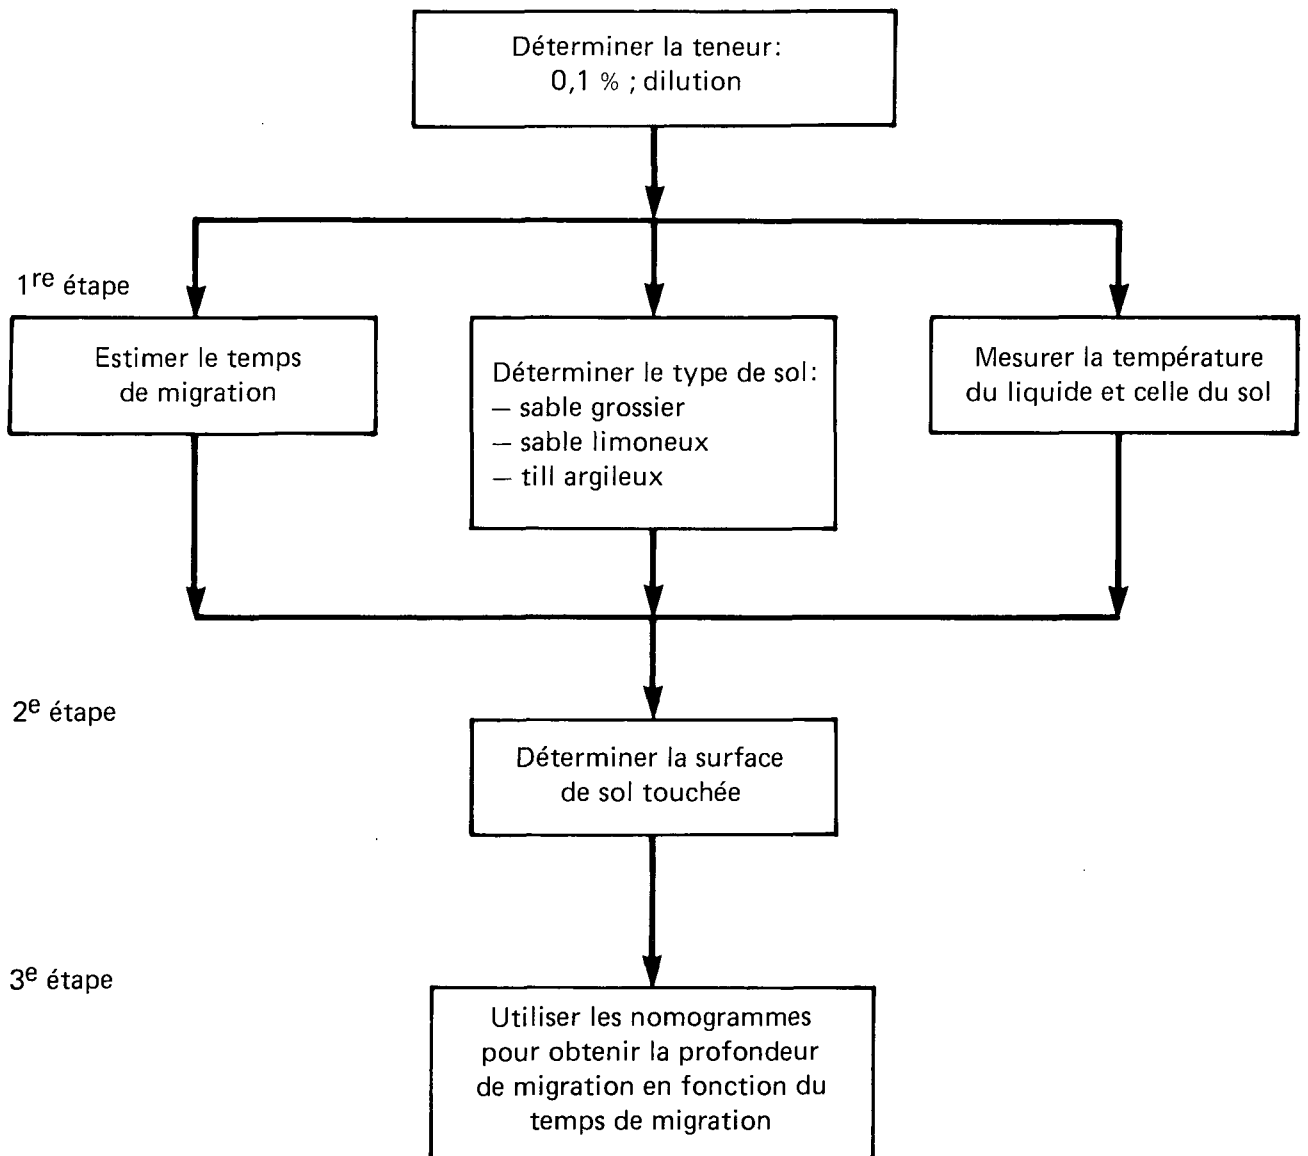 Déterminer la teneur:
0,1 % ; dilution
1re étape
Estimer le temps
de migration
Déterminer le type de sol:
— sable grossier
— sable limoneux
— till argileux
Mesurer la température
du liquide et celle du sol
2e étape
Déterminer la surface
de sol touchée
3e étape
Utiliser les nomogrammes
pour obtenir la profondeur
de migration en fonction du
temps de migration